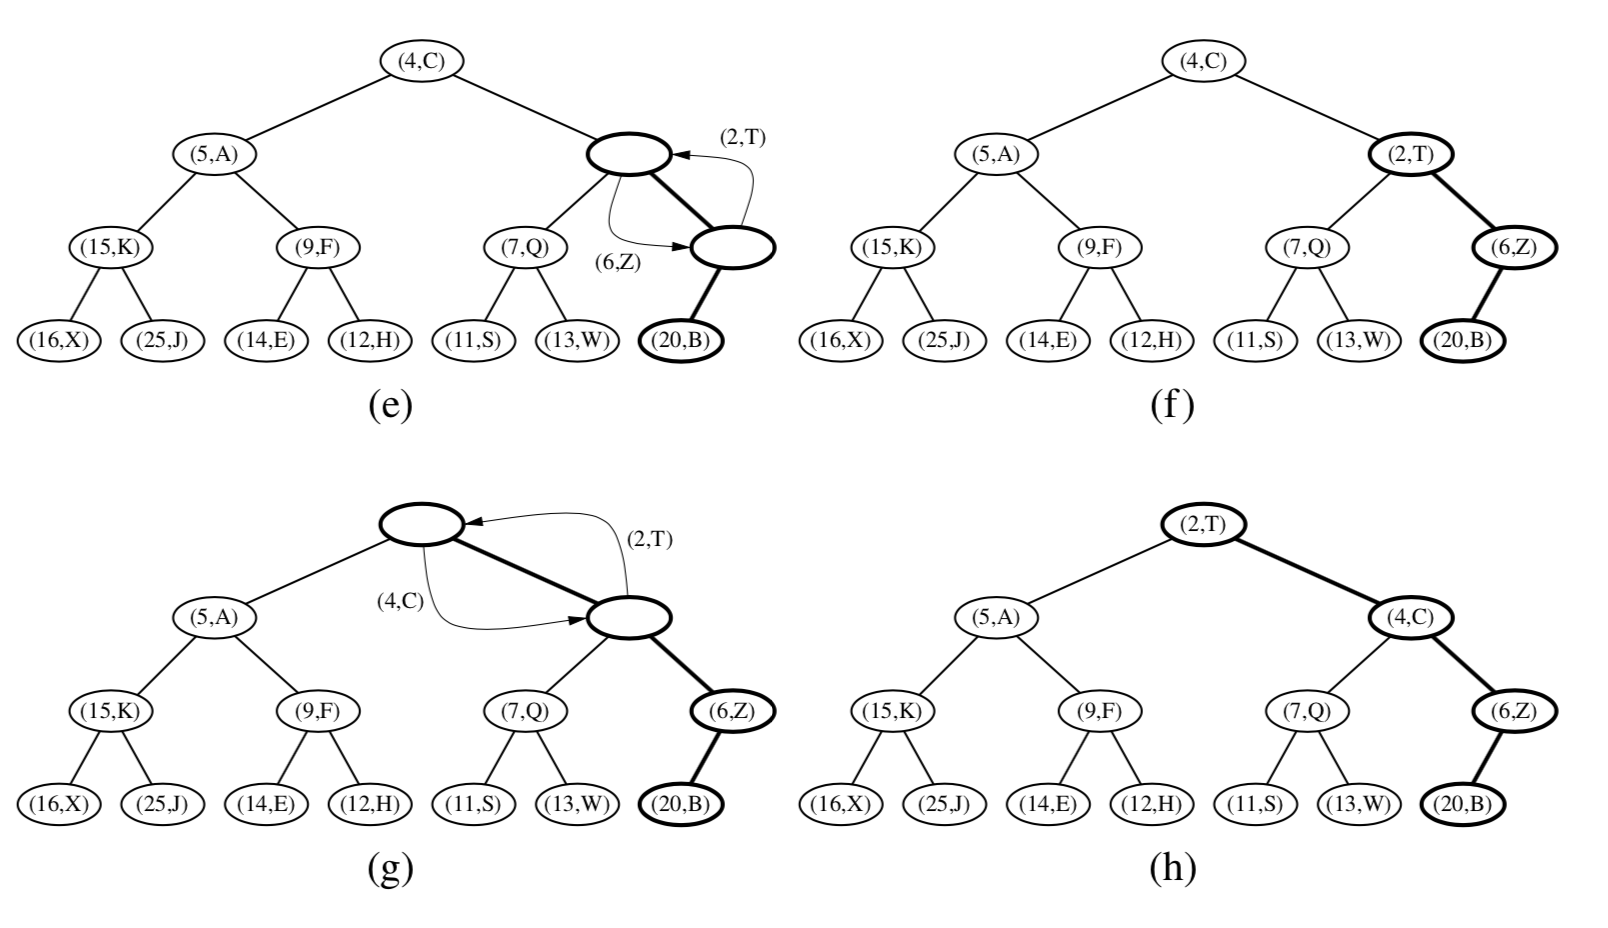 (4,C) (4,C)
(2,T)
(5,A) (5,A) (2,T)
(15,K) (9,F) (7,Q) (15,K) (9,F) (7,Q) (6,Z)
(6,Z)
(16,X) (25,J) (14,E) (12,H) (11,S) (13,W) (20,B) (16,X) (25,J) (14,E) (12,H) (11,S) (13,W) (20,B)
(e) (f)
(2,T)
(2,T)
(4,C)
(5,A) (5,A) (4,C)
(15,K) (9,F) (7,Q) (6,Z) (15,K) (9,F) (7,Q) (6,Z)
(16,X) (25,J) (14,E) (12,H) (11,S) (13,W) (20,B) (16,X) (25,J) (14,E) (12,H) (11,S) (13,W) (20,B)
(g) (h)